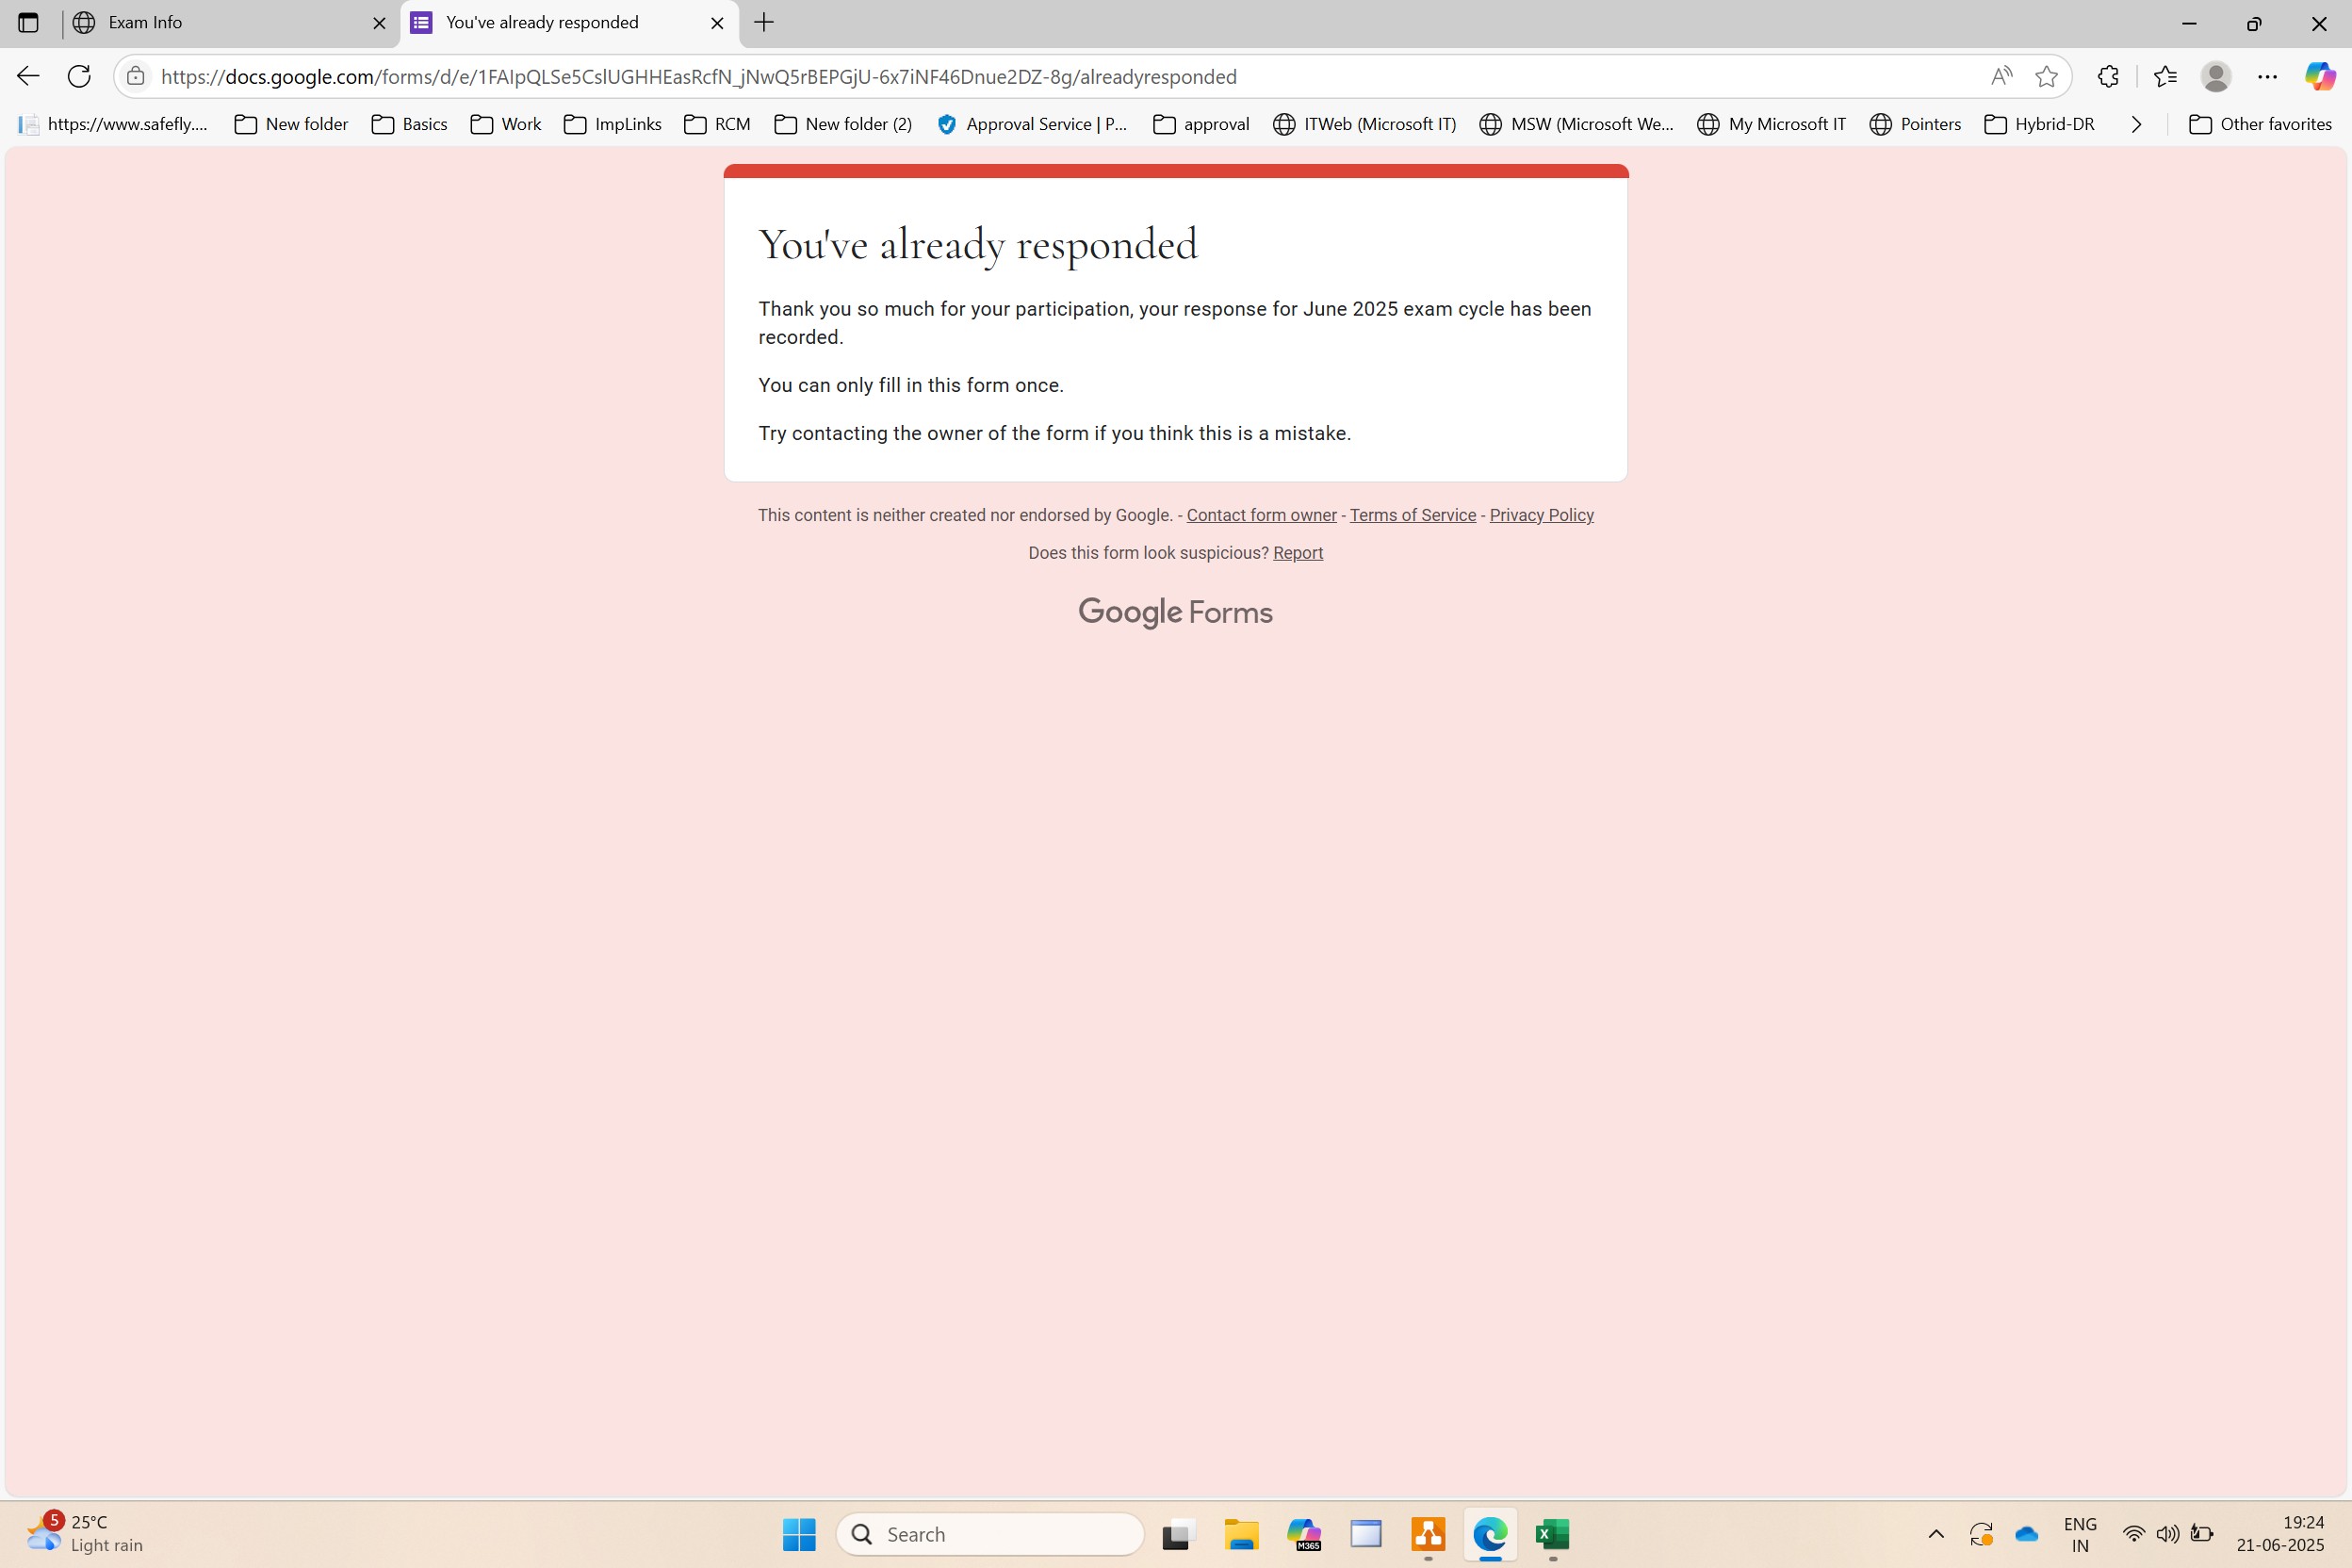 Exam Info
You've already responded
https://docs.google.com/forms/d/e/1FAIpQLSe5CslUGHHEasRcfN_jNwQ5rBEPGjU-6x7iNF46Dnue2DZ-8g/alreadyresponded
https://www.safefly.... New folder Basics Work ImpLinks RCM New folder (2) Approval Service | P... approval ITWeb (Microsoft IT) MSW (Microsoft We... My Microsoft IT Pointers Hybrid-DR Other favorites
You've already responded
Thank you so much for your participation, your response for June 2025 exam cycle has been
recorded.
You can only fill in this form once.
Try contacting the owner of the form if you think this is a mistake.
This content is neither created nor endorsed by Google. - Contact form owner - Terms of Service - Privacy Policy
Does this form look suspicious? Report
Google Forms
5
25°C
Light rain
Search
M365
ENG
IN
19:24
21-06-2025